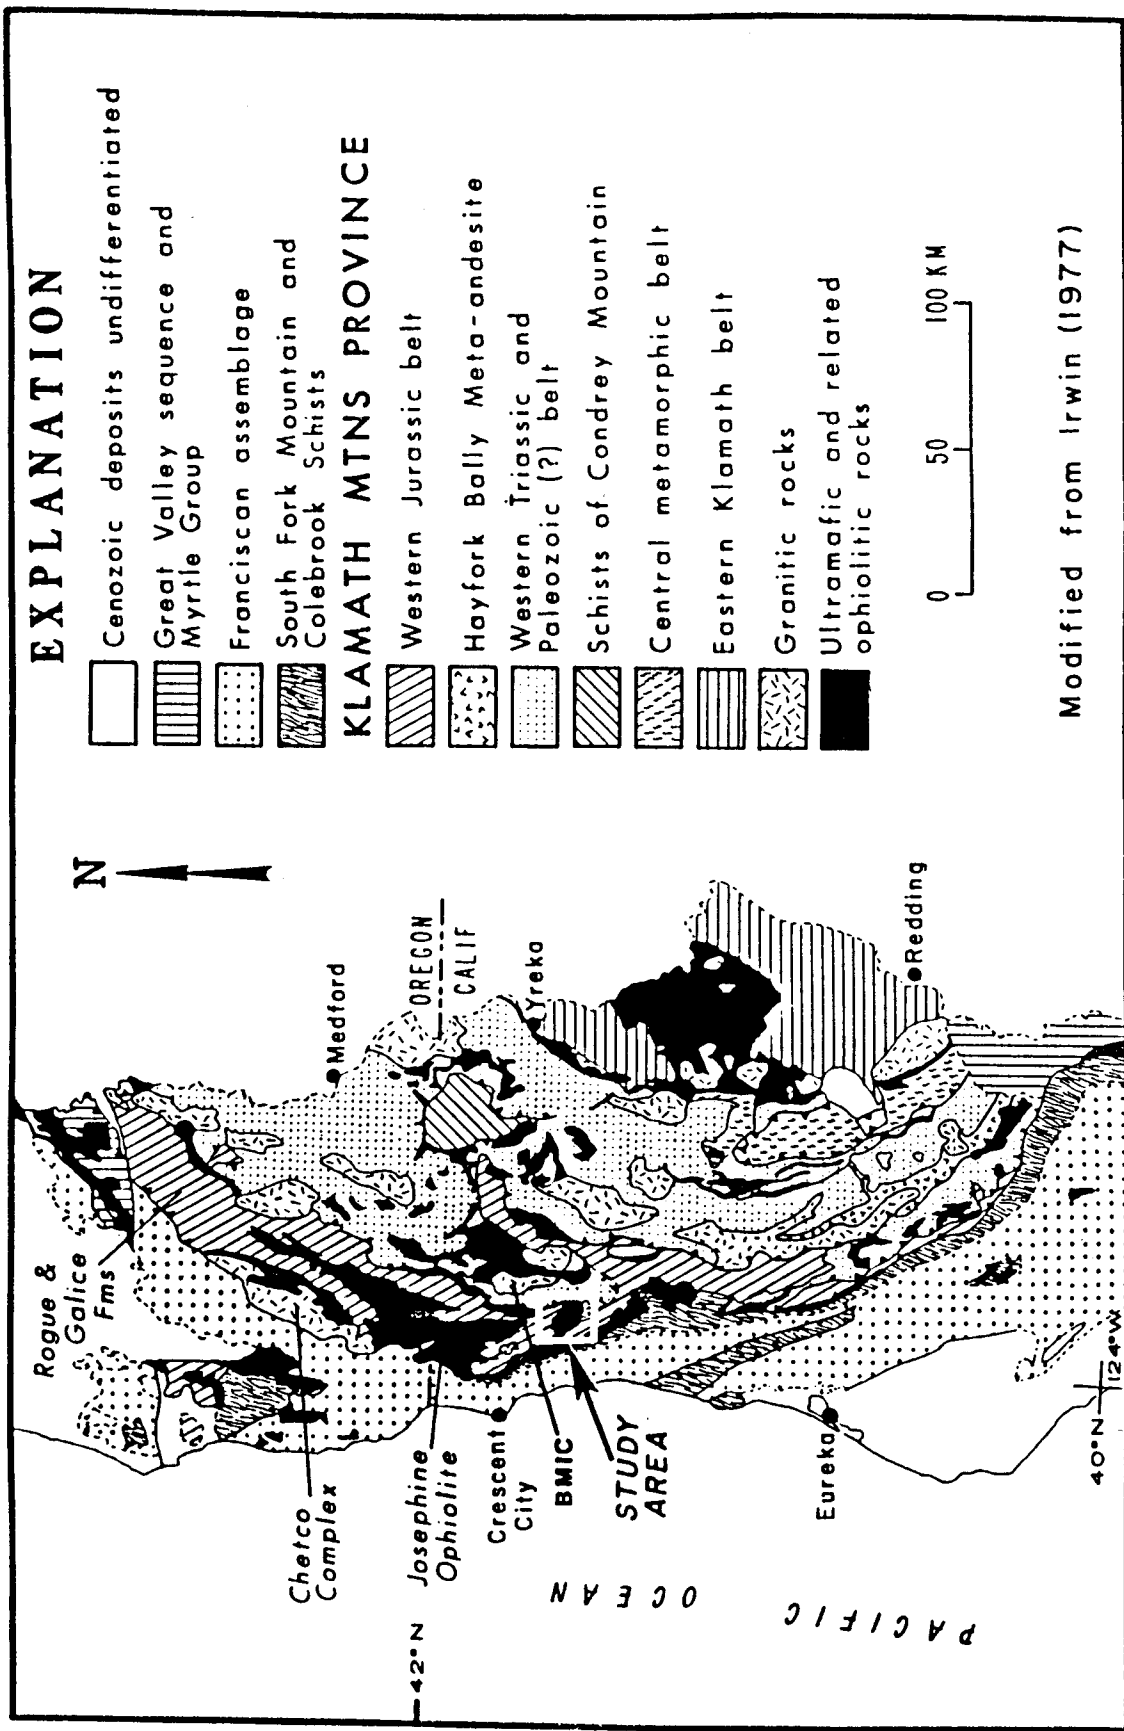 EXPLANATION
Cenozoic deposits undifferentiated
Great Valley sequence and
Myrtle Group
Franciscan assemblage
South Fork Mountain and
Colebrook Schists
KLAMATH MTNS PROVINCE
Western Jurassic belt
Hayfork Bally Meta-andesite
Western Triassic and
Paleozoic (?) belt
Schists of Condrey Mountain
Central metamorphic belt
Eastern Klamath belt
Granitic rocks
Ultramafic and related
ophiolitic rocks
0 50 100 KM
Modified from Irwin (1977)
N
Medford
OREGON
CALIF
Yreka
Redding
Rogue &
Galice
Fms
Chetco
Complex
Josephine
Ophiolite
Crescent
City
BMIC
STUDY
AREA
Eureka
42°N
40°N
124°W
PACIFIC OCEAN